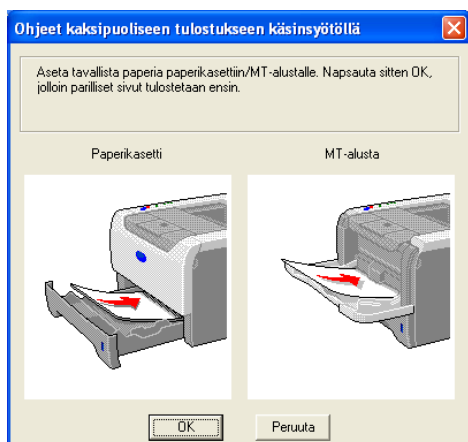 Ohjeet kaksipuoliseen tulostukseen käsinsyötöllä
Aseta tavallista paperia paperikasettiin/MT-alustalle. Napsauta sitten OK,
jolloin parilliset sivut tulostetaan ensin.
Paperikasetti
MT-alusta
OK
Peruuta